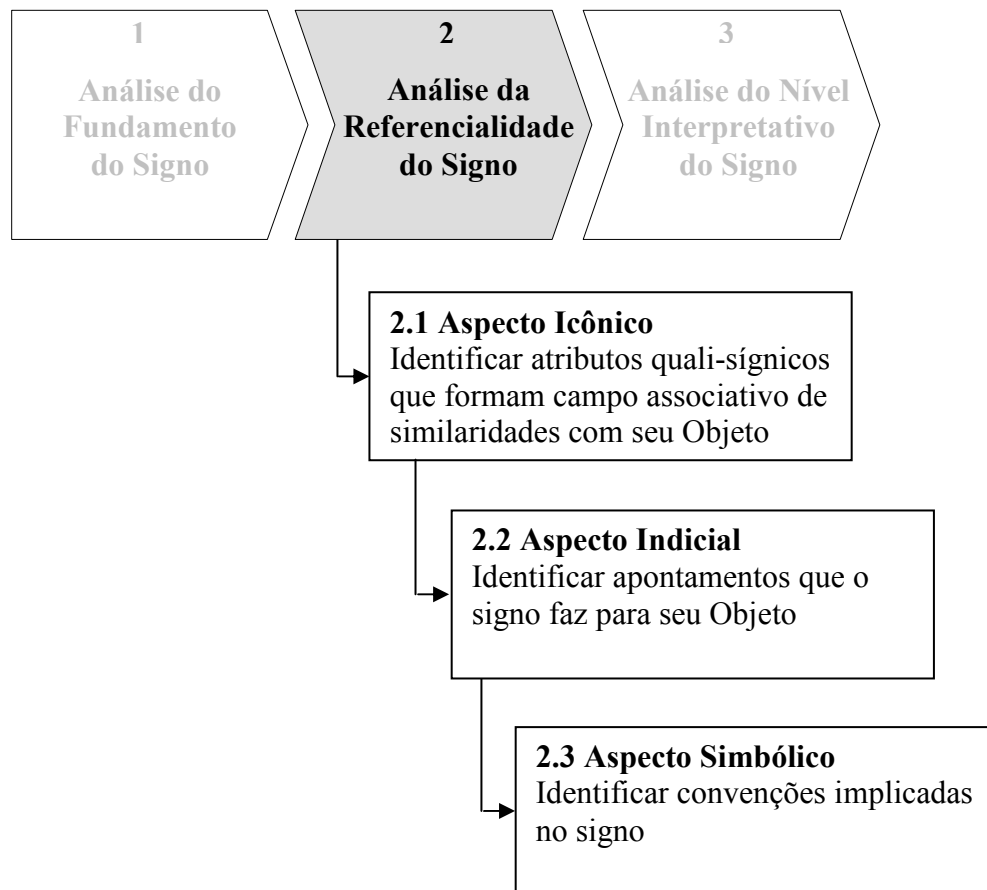 1
Análise do
Fundamento
do Signo
2
Análise da
Referencialidade
do Signo
3
Análise do Nível
Interpretativo
do Signo
2.1 Aspecto Icônico
Identificar atributos quali-sígnicos
que formam campo associativo de
similaridades com seu Objeto
2.2 Aspecto Indicial
Identificar apontamentos que o
signo faz para seu Objeto
2.3 Aspecto Simbólico
Identificar convenções implicadas
no signo